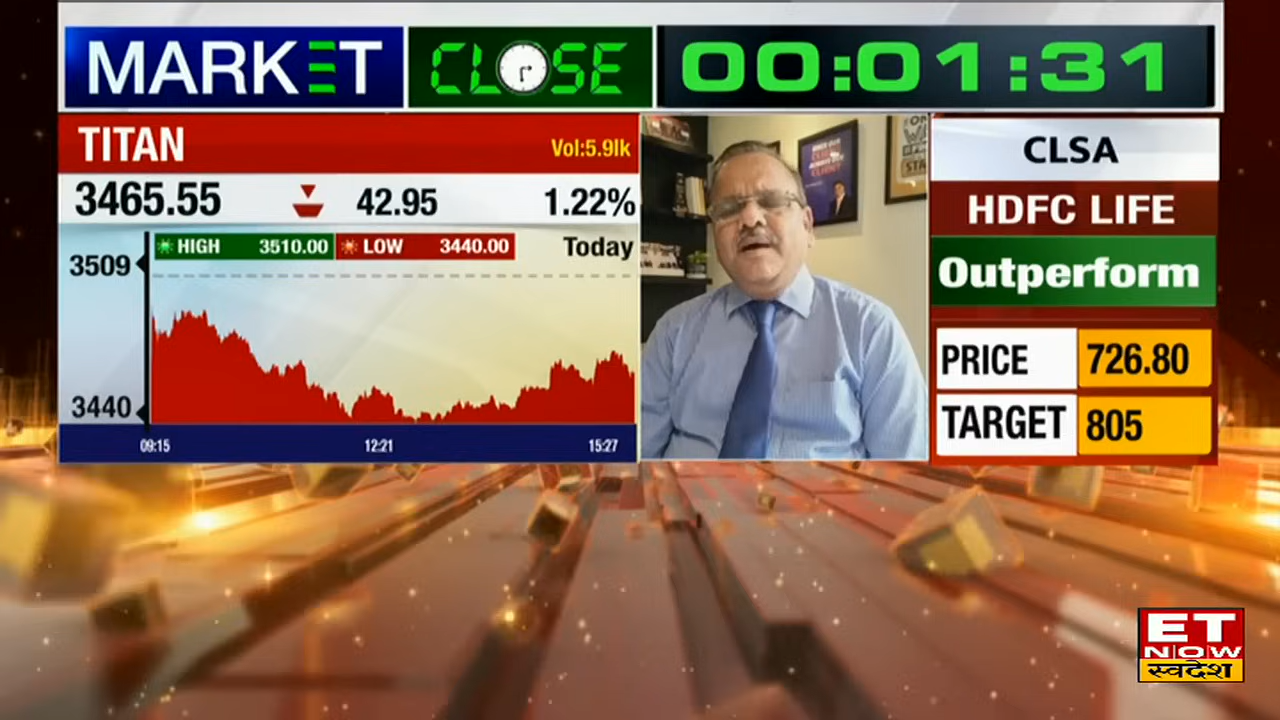 MARKET
CLOSE
00:01:31
TITAN
Vol:5.9lk
3465.55
42.95
1.22%
HIGH 3510.00
LOW 3440.00
Today
3509
3440
09:15
12:21
15:27
CLSA
HDFC LIFE
Outperform
PRICE 726.80
TARGET 805
ET
NOW
स्वदेश